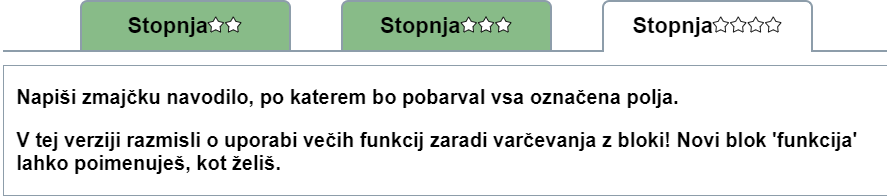 Stopnja☆☆ Stopnja☆☆☆ Stopnja☆☆☆☆
Napiši zmajčku navodilo, po katerem bo pobarval vsa označena polja.
V tej verziji razmisli o uporabi večih funkcij zaradi varčevanja z bloki! Novi blok 'funkcija'
lahko poimenuješ, kot želiš.